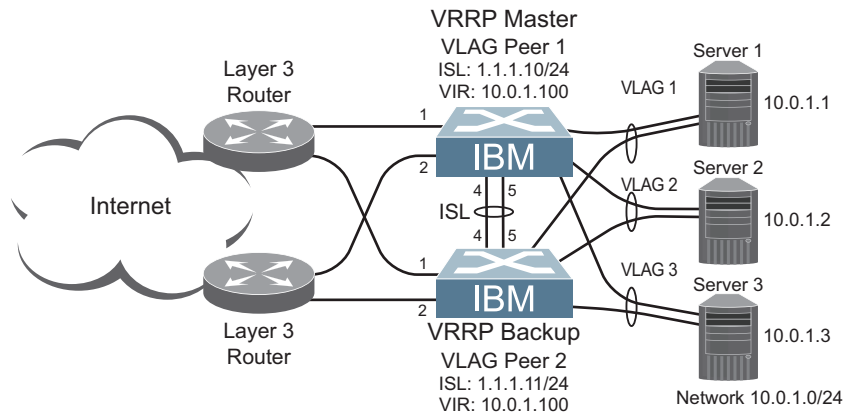 VRRP Master
VLAG Peer 1
ISL: 1.1.1.10/24
VIR: 10.0.1.100
Layer 3
Router
Server 1
VLAG 1
10.0.1.1
1
2
IBM
4 5
ISL
4 5
Internet
Server 2
VLAG 2
10.0.1.2
1
2
IBM
VLAG 3
Server 3
10.0.1.3
Layer 3
Router
VRRP Backup
VLAG Peer 2
ISL: 1.1.1.11/24
VIR: 10.0.1.100
Network 10.0.1.0/24